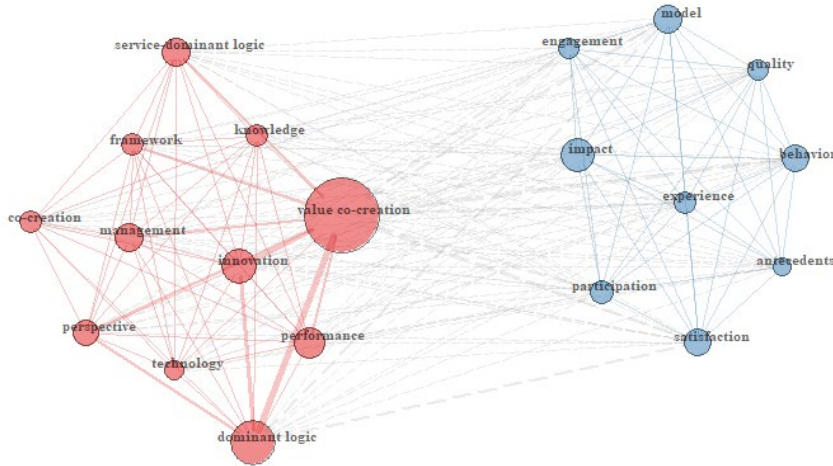 model
engagement
service-dominant logic
quality
knowledge
framework
impact
behavior
experience
value co-creation
co-creation
management
innovation
antecedents
participation
perspective
performance
satisfaction
technology
dominant logic